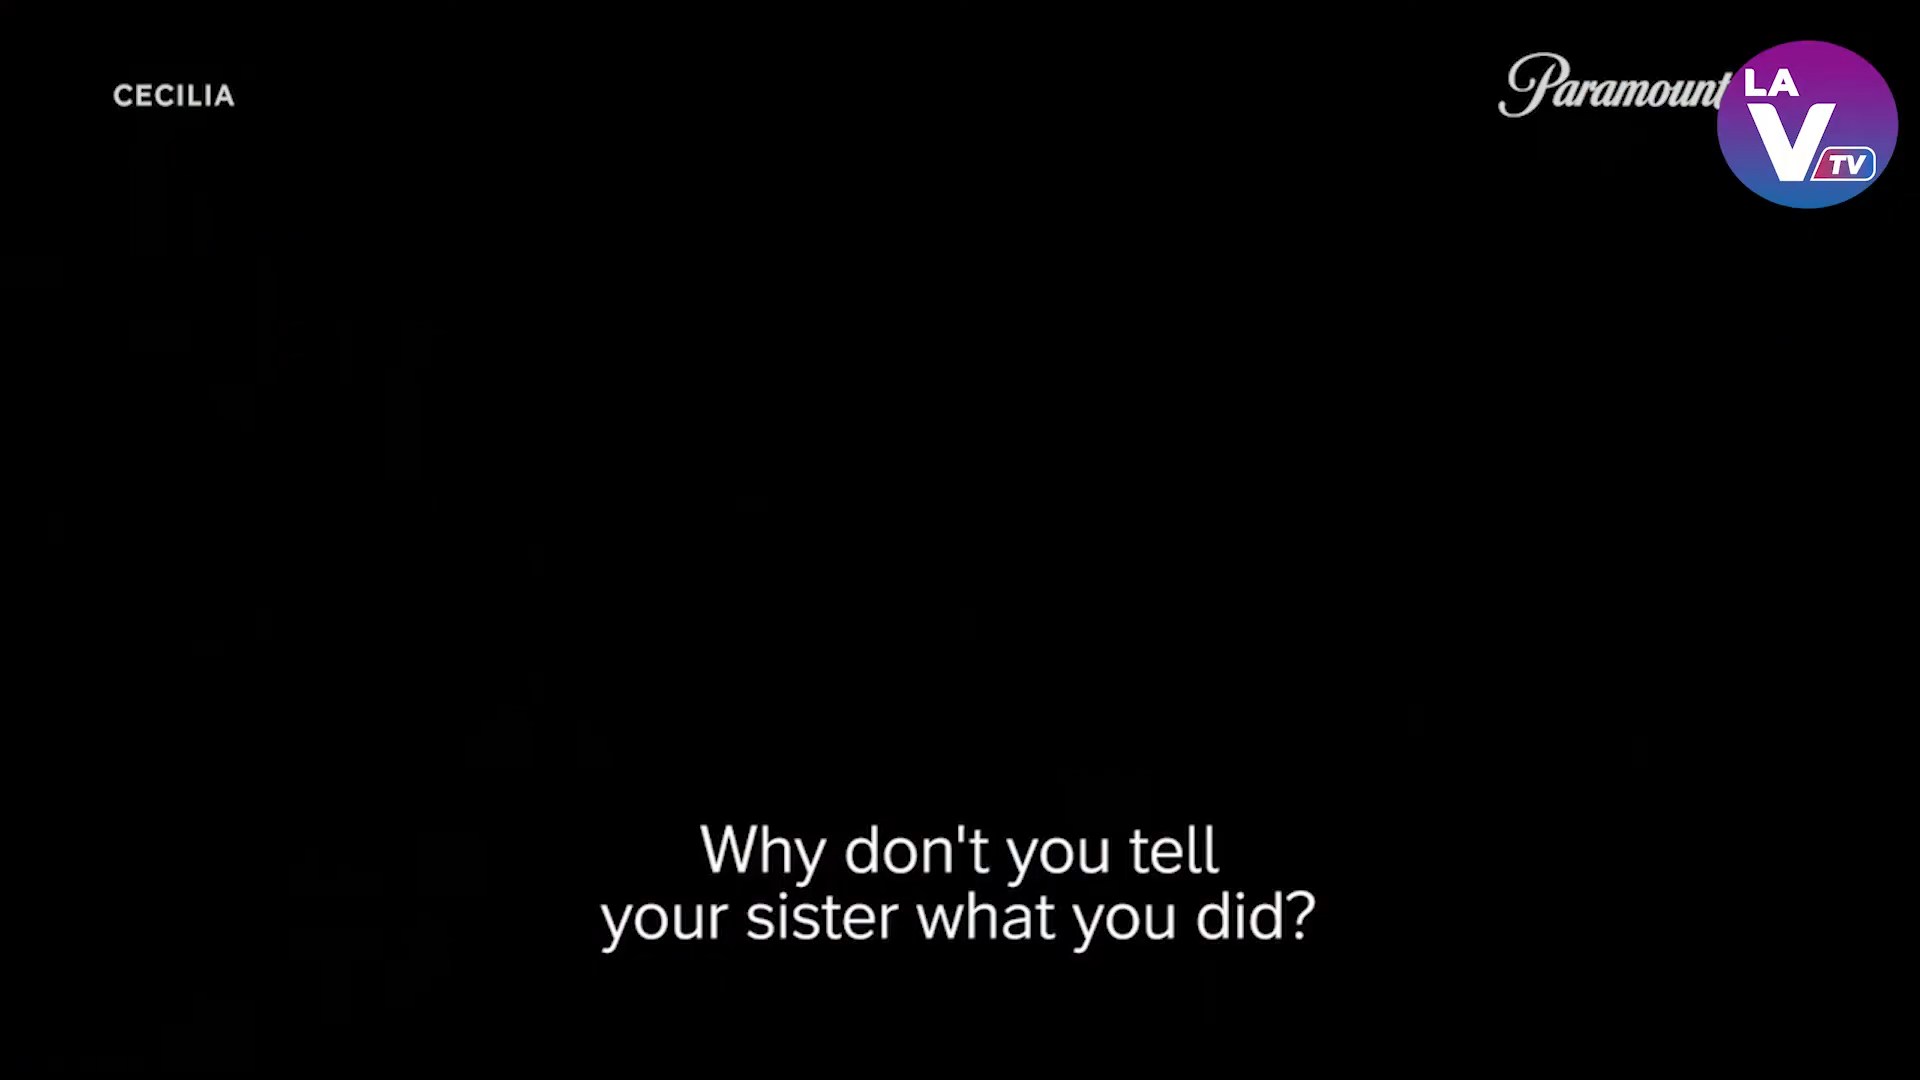 CECILIA
Paramount
LA
V
TV
Why don't you tell
your sister what you did?